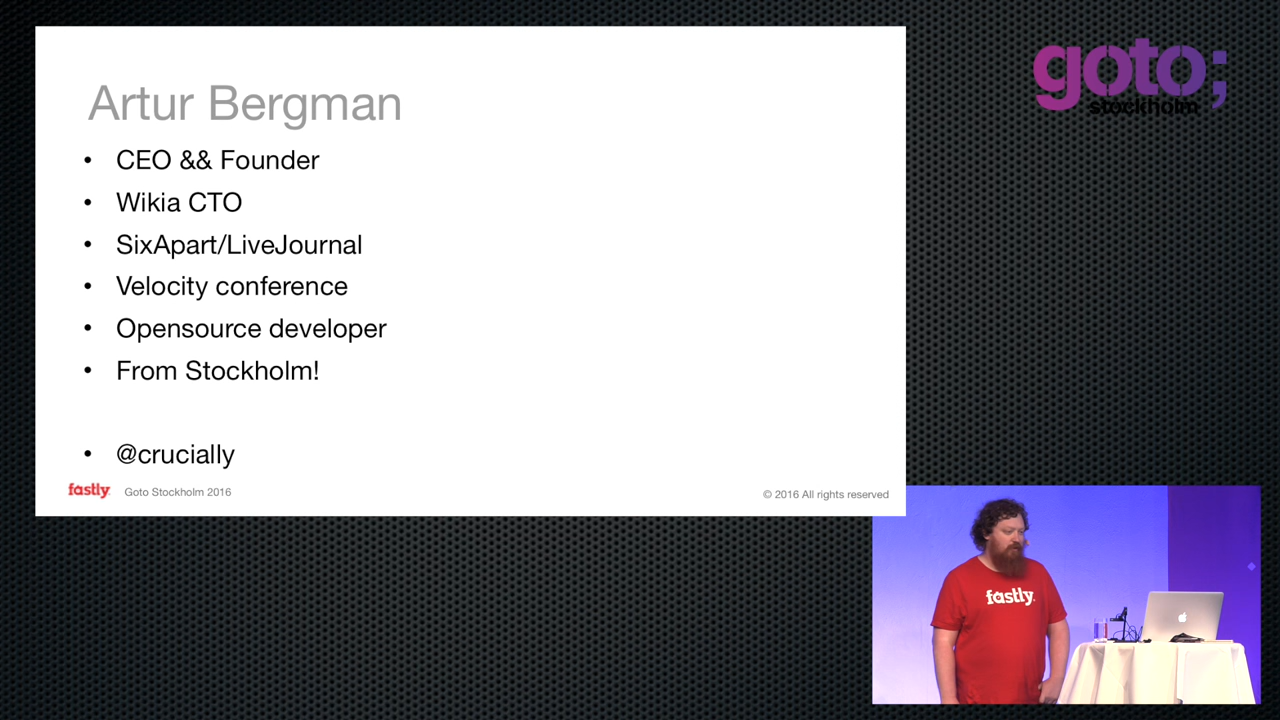 Artur Bergman
• CEO && Founder
• Wikia CTO
• SixApart/LiveJournal
• Velocity conference
• Opensource developer
• From Stockholm!
• @crucially
fastly
Goto Stockholm 2016
© 2016 All rights reserved
goto;
stockholm
fastly